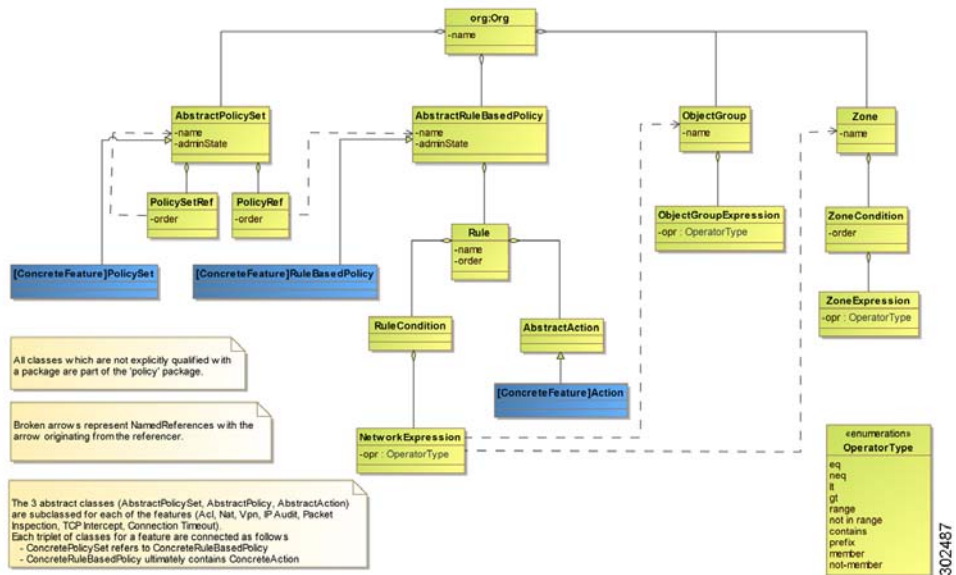 org:Org
-name
AbstractPolicySet
-name
-adminState
AbstractRuleBasedPolicy
-name
-adminState
ObjectGroup
-name
Zone
-name
PolicySetRef
-order
PolicyRef
-order
ObjectGroupExpression
-opr : OperatorType
ZoneCondition
-order
Rule
-name
-order
[ConcreteFeature]PolicySet
[ConcreteFeature]RuleBasedPolicy
ZoneExpression
-opr : OperatorType
RuleCondition
AbstractAction
[ConcreteFeature]Action
All classes which are not explicitly qualified with
a package are part of the 'policy' package.
Broken arrows represent NamedReferences with the
arrow originating from the referencer.
NetworkExpression
-opr : OperatorType
The 3 abstract classes (AbstractPolicySet, AbstractPolicy, AbstractAction)
are subclassed for each of the features (Acl, Nat, Vpn, IP Audit, Packet
Inspection, TCP Intercept, Connection Timeout).
Each triplet of classes for a feature are connected as follows
- ConcretePolicySet refers to ConcreteRuleBasedPolicy
- ConcreteRuleBasedPolicy ultimately contains ConcreteAction
«enumeration»
OperatorType
eq
neq
lt
gt
range
not in range
contains
prefix
member
not-member
302487